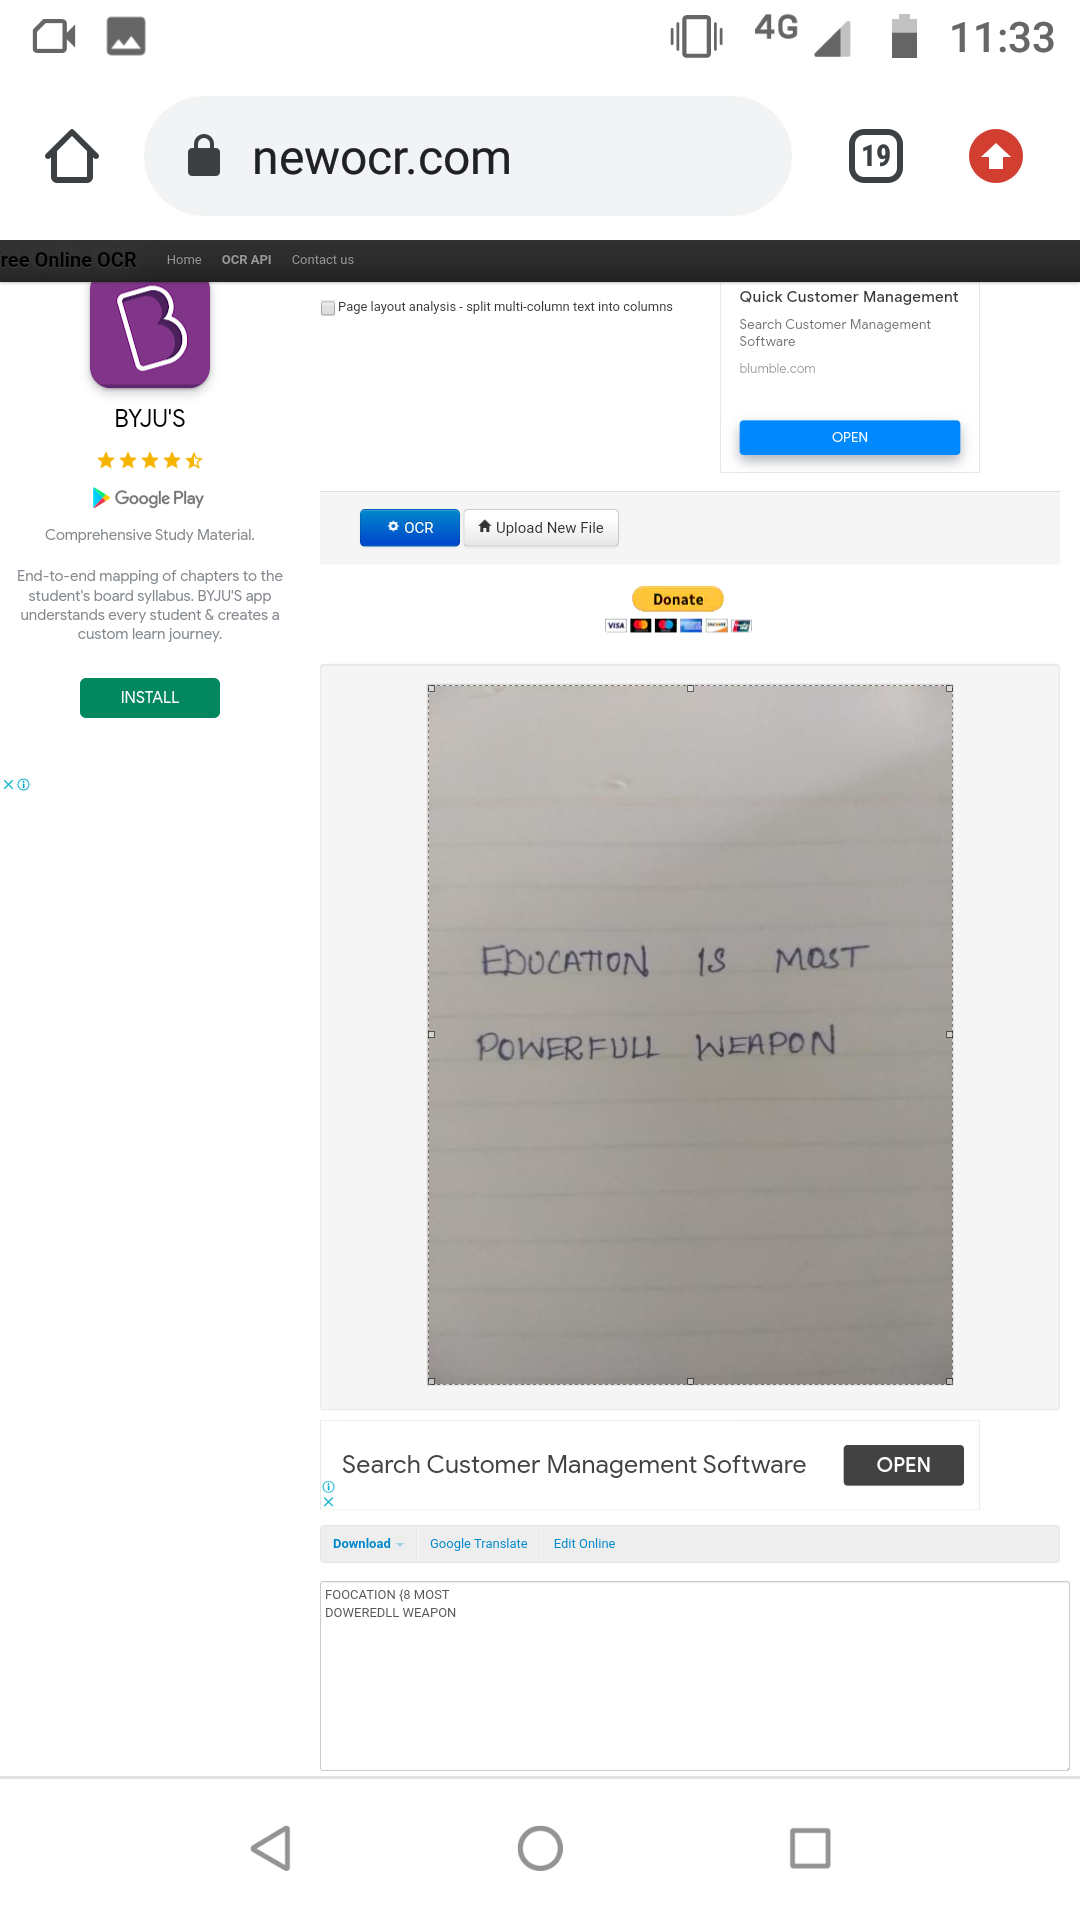 4G 11:33
newocr.com
19
ree Online OCR Home OCR API Contact us
Page layout analysis - split multi-column text into columns
Quick Customer Management
Search Customer Management
Software
blumble.com
OPEN
BYJU'S
Google Play
Comprehensive Study Material.
End-to-end mapping of chapters to the
student's board syllabus. BYJU'S app
understands every student & creates a
custom learn journey.
INSTALL
OCR Upload New File
Donate
VISA
EDUCATION IS MOST
POWERFULL WEAPON
Search Customer Management Software OPEN
Download Google Translate Edit Online
FOOCATION {8 MOST
DOWEREDLL WEAPON